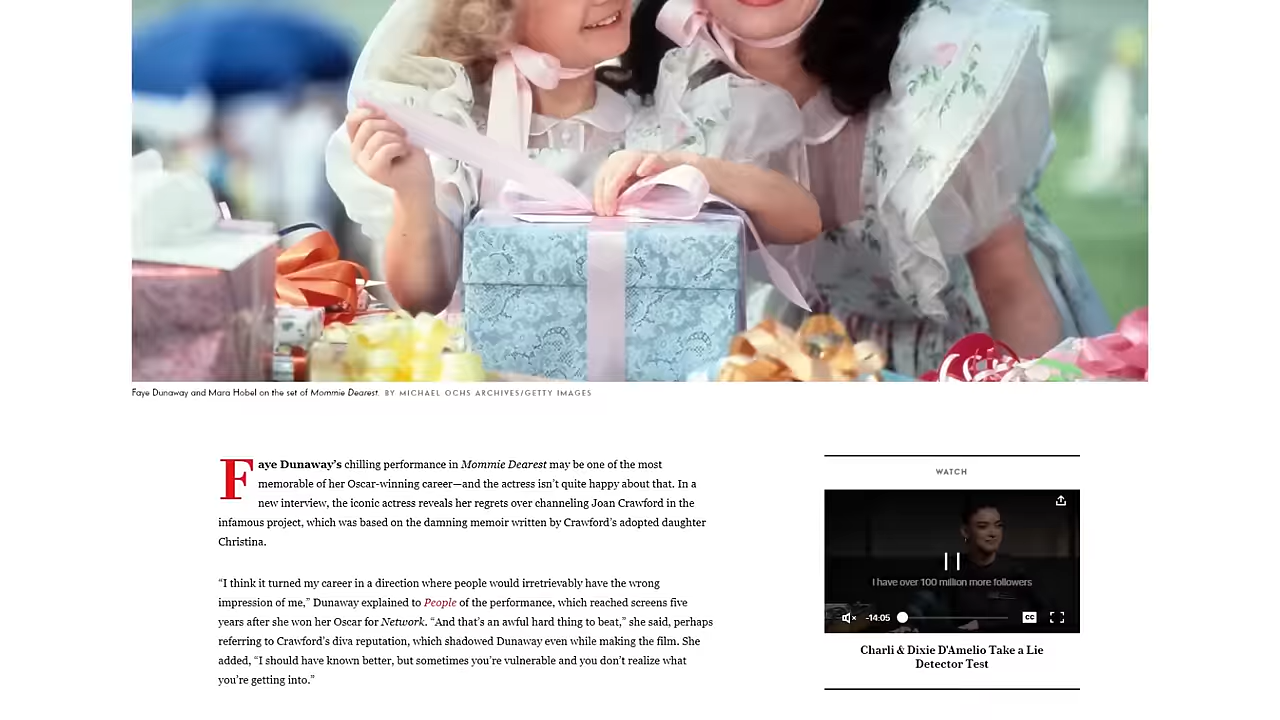 Faye Dunaway and Mara Hobel on the set of Mommie Dearest. BY MICHAEL OCHS ARCHIVES/GETTY IMAGES
Faye Dunaway’s chilling performance in Mommie Dearest may be one of the most
memorable of her Oscar-winning career—and the actress isn’t quite happy about that. In a
new interview, the iconic actress reveals her regrets over channeling Joan Crawford in the
infamous project, which was based on the damning memoir written by Crawford’s adopted daughter
Christina.
“I think it turned my career in a direction where people would irretrievably have the wrong
impression of me,” Dunaway explained to People of the performance, which reached screens five
years after she won her Oscar for Network. “And that’s an awful hard thing to beat,” she said, perhaps
referring to Crawford’s diva reputation, which shadowed Dunaway even while making the film. She
added, “I should have known better, but sometimes you’re vulnerable and you don’t realize what
you’re getting into.”
WATCH
I have over 100 million more followers
-14:05 CC
Charli & Dixie D'Amelio Take a Lie
Detector Test